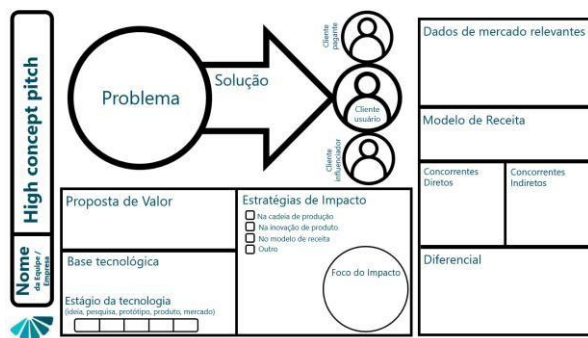 High concept pitch
Nome
da Equipe /
Empresa
Problema
Solução
Cliente
pagante
Cliente
usuário
Cliente
influenciador
Proposta de Valor
Base tecnológica
Estágio da tecnologia
(ideia, pesquisa, protótipo, produto, mercado)
Estratégias de Impacto
Na cadeia de produção
Na inovação de produto
No modelo de receita
Outro
Foco do Impacto
Dados de mercado relevantes
Modelo de Receita
Concorrentes
Diretos
Concorrentes
Indiretos
Diferencial